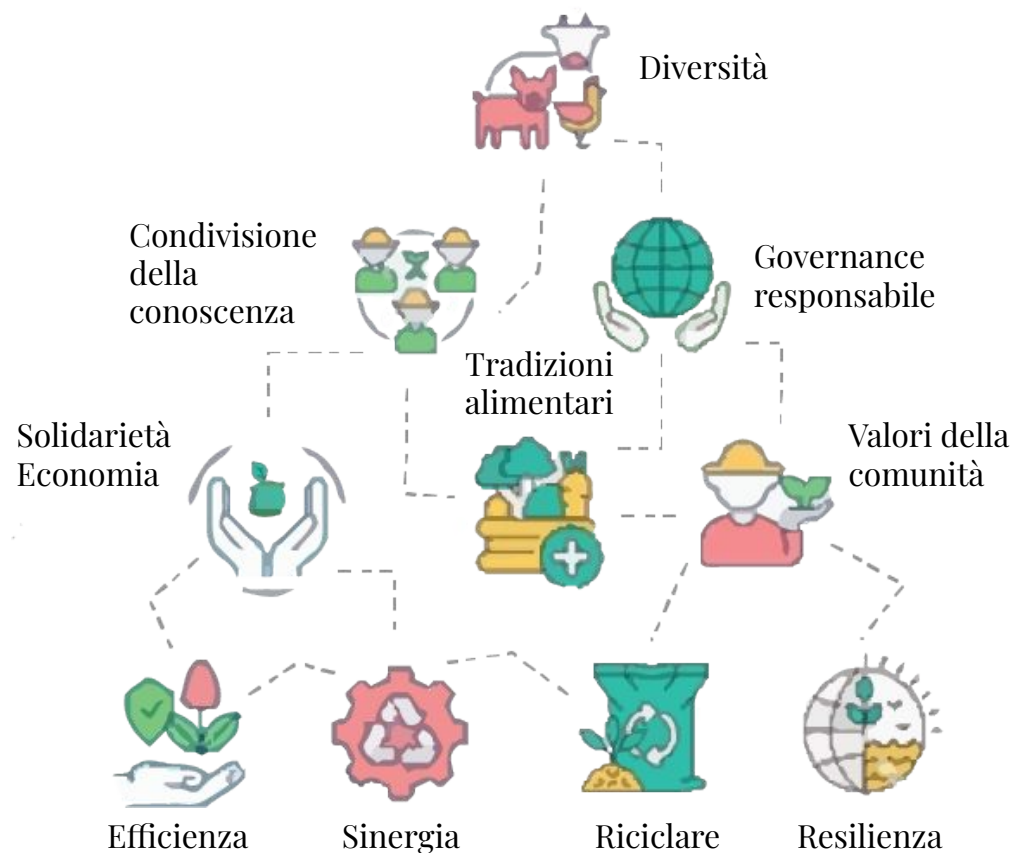 Diversità
Condivisione
della
conoscenza
Governance
responsabile
Tradizioni
alimentari
Solidarietà
Economia
Valori della
comunità
Efficienza
Sinergia
Riciclare
Resilienza